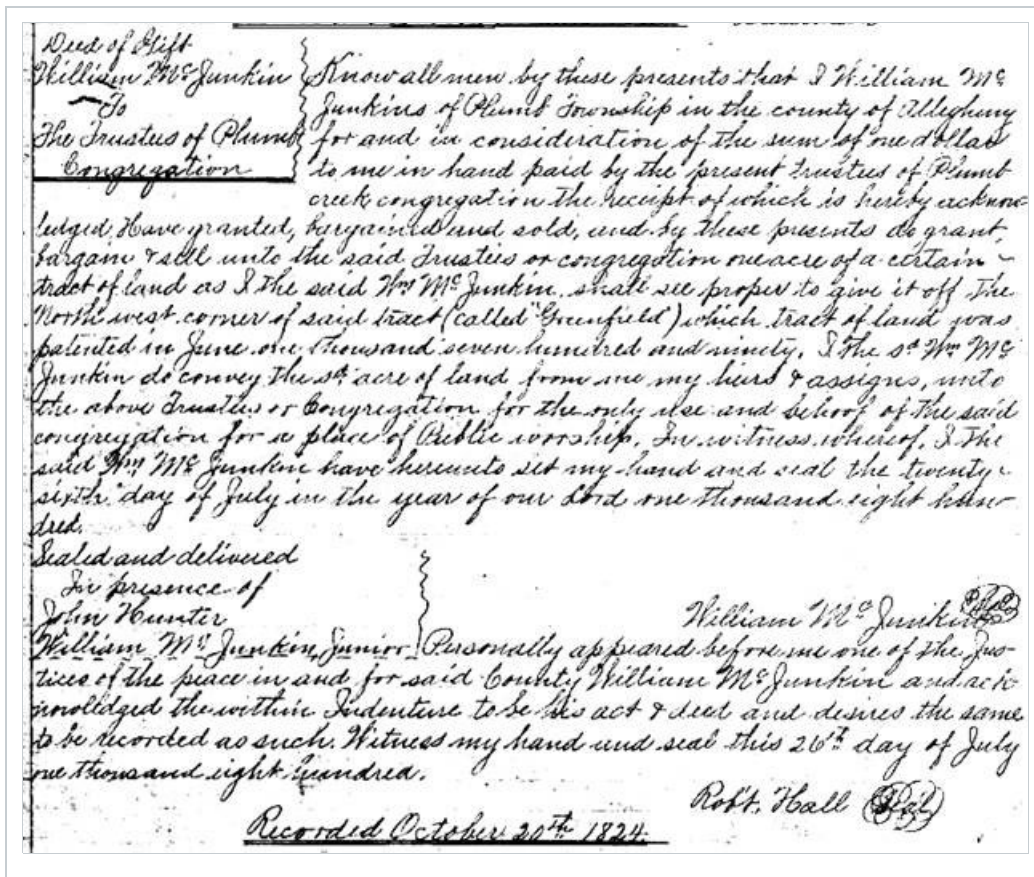 Deed of Gift
William McJunkin
To
The Trustees of Plumb
Congregation
Know all men by these presents that I William Mc
Junkins of Plumb Township in the county of Allegheny
for and in consideration of the sum of one dollar
to me in hand paid by the present trustees of Plumb
creek congregation the receipt of which is hereby acknow-
ledged, Have granted, bargained and sold, and by these presents do grant,
bargain & sell unto the said Trustees or congregation one acre of a certain
tract of land as I the said Wm McJunkin, shall see proper to give it off the
North west corner of said tract (called "Greenfield) which tract of land was
patented in June one thousand seven hundred and ninety. I the sd Wm Mc
Junkin do convey the sd acre of land from me my heirs & assigns, unto
the above Trustees or Congregation for the only use and behoof of the said
congregation for a place of Public worship. In witness whereof, I the
said Wm McJunkin have hereunto set my hand and seal the twenty-
sixth day of July in the year of our Lord one thousand eight hun-
dred.
Sealed and delivered
In presence of
John Hunter
William McJunkin Junior
William McJunkin Seal
Personally appeared before me one of the Jus-
tices of the peace in and for said County William McJunkin and ack-
nowledged the within Indenture to be his act & deed and desires the same
to be recorded as such. Witness my hand and seal this 26th day of July
one thousand eight hundred.
Robt. Hall Seal
Recorded October 20th 1824.